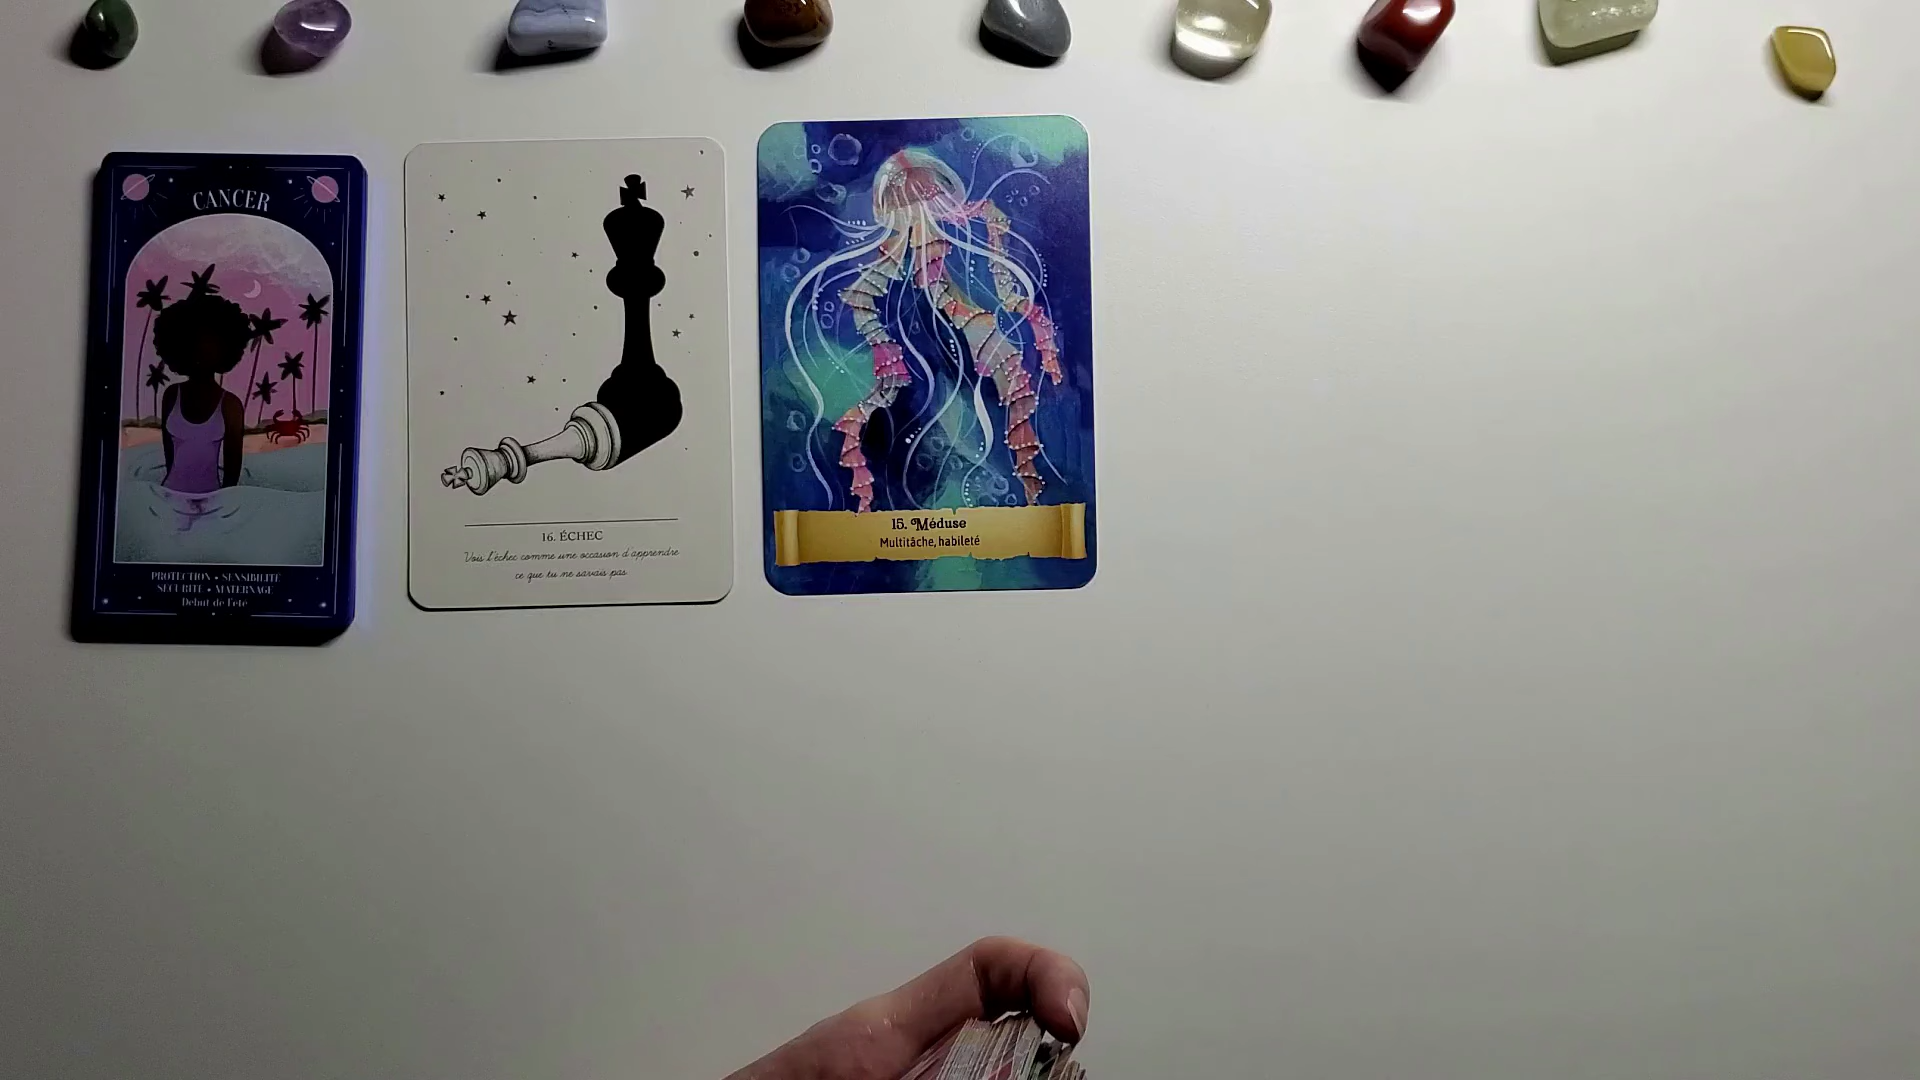 CANCER
PROTECTION • SENSIBILITÉ
SÉCURITÉ • MATERNAGE
Début de l'été
16. ÉCHEC
Vois l'échec comme une occasion d'apprendre
ce que tu ne savais pas
15. Méduse
Multitâche, habileté